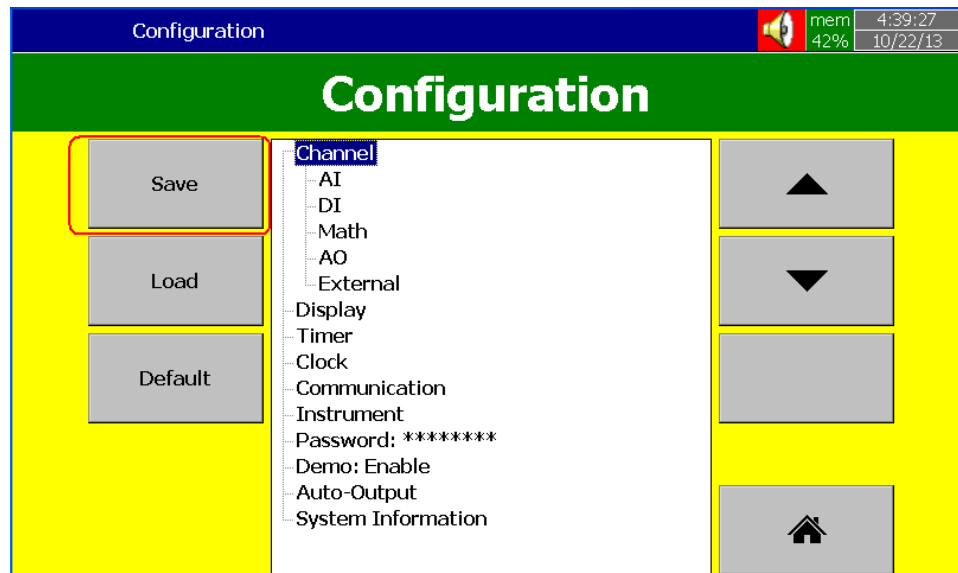 Configuration
mem 4:39:27
42% 10/22/13
Configuration
Save
Load
Default
Channel
AI
DI
Math
AO
External
Display
Timer
Clock
Communication
Instrument
Password: ********
Demo: Enable
Auto-Output
System Information